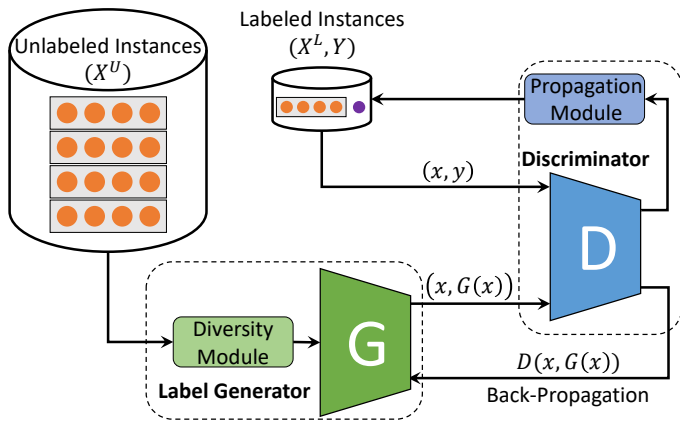 Unlabeled Instances
(X^U)
Labeled Instances
(X^L, Y)
Propagation
Module
Discriminator
(x, y)
D
(x, G(x))
Diversity
Module
G
Label Generator
D(x, G(x))
Back-Propagation